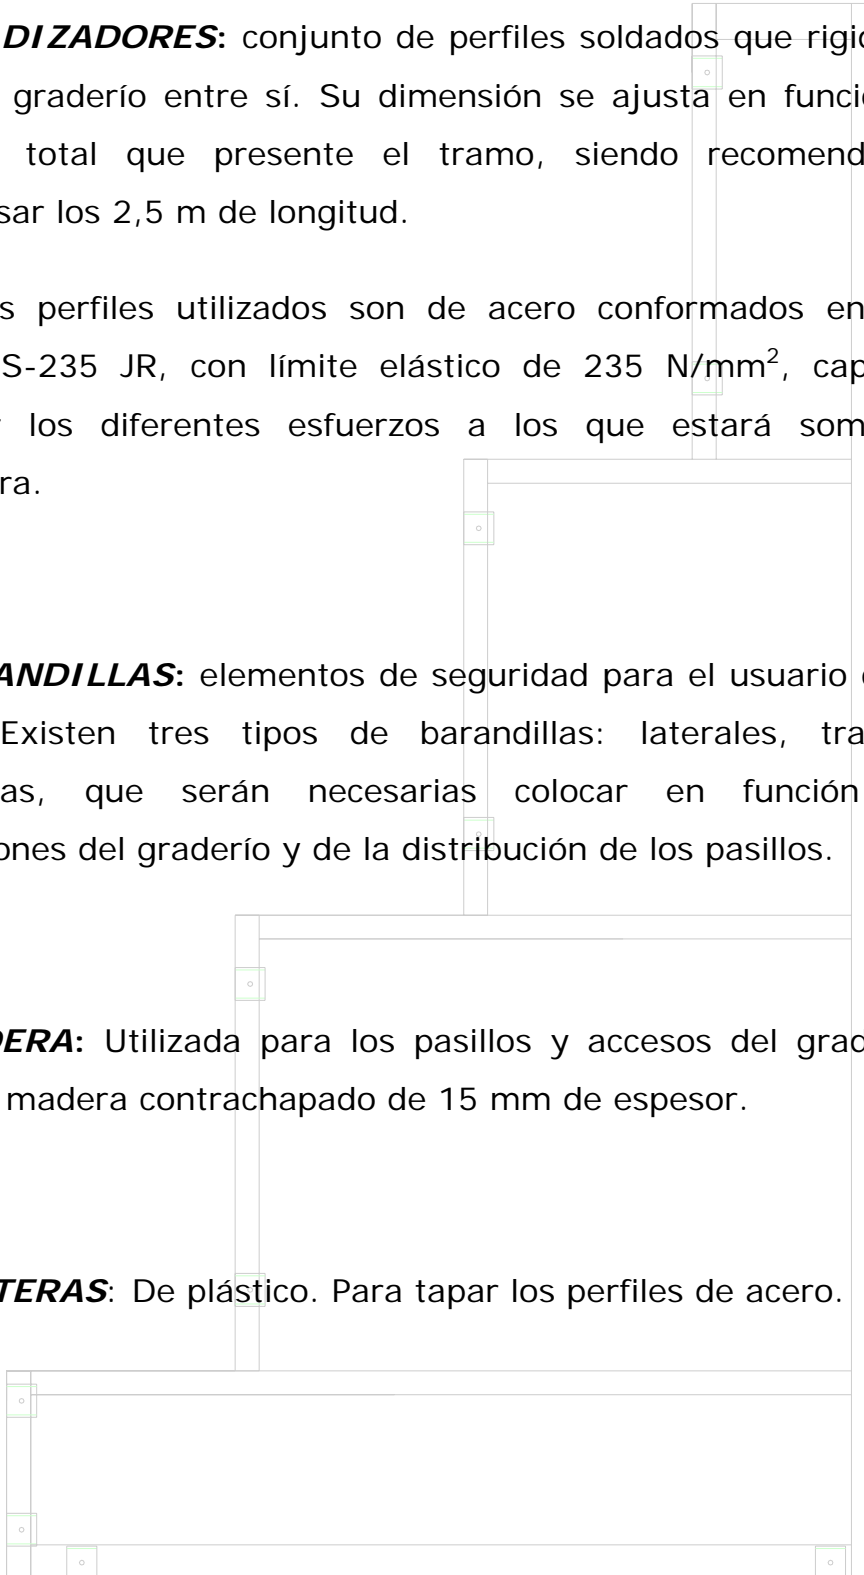 DIZADORES: conjunto de perfiles soldados que rigi
graderío entre sí. Su dimensión se ajusta en funci
total que presente el tramo, siendo recomend
sar los 2,5 m de longitud.
s perfiles utilizados son de acero conformados en
S-235 JR, con límite elástico de 235 N/mm², cap
los diferentes esfuerzos a los que estará som
ra.
ANDILLAS: elementos de seguridad para el usuario
Existen tres tipos de barandillas: laterales, tra
as, que serán necesarias colocar en función
ones del graderío y de la distribución de los pasillos.
DERA: Utilizada para los pasillos y accesos del grad
madera contrachapado de 15 mm de espesor.
TERAS: De plástico. Para tapar los perfiles de acero.